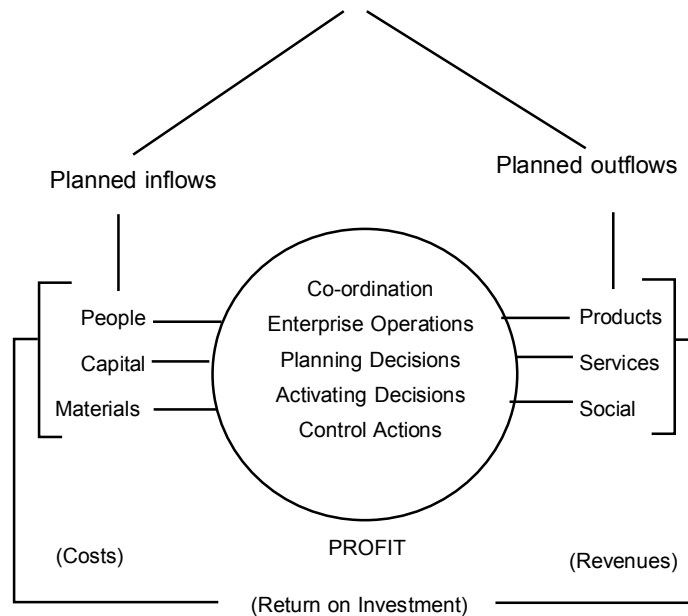 Planned inflows
Planned outflows
Co-ordination
People
Enterprise Operations
Products
Capital
Planning Decisions
Services
Materials
Activating Decisions
Social
Control Actions
(Costs)
PROFIT
(Revenues)
(Return on Investment)